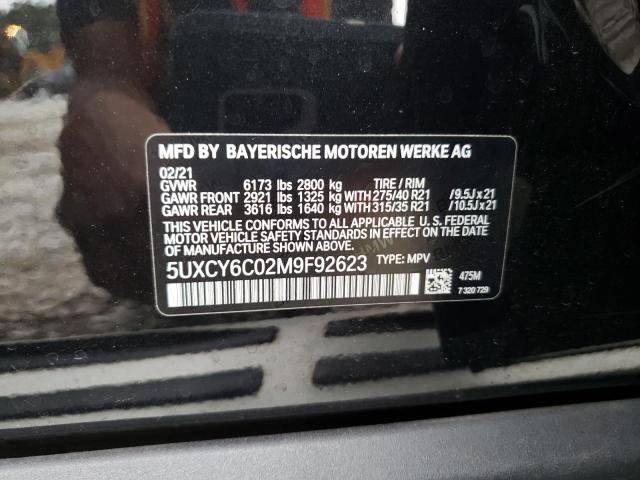 MFD BY BAYERISCHE MOTOREN WERKE AG
02/21
GVWR 6173 lbs 2800 kg TIRE / RIM
GAWR FRONT 2921 lbs 1325 kg WITH 275/40 R21 /9.5J x 21
GAWR REAR 3616 lbs 1640 kg WITH 315/35 R21 /10.5J x 21
THIS VEHICLE CONFORMS TO ALL APPLICABLE U.S. FEDERAL
MOTOR VEHICLE SAFETY STANDARDS
IN EFFECT ON THE DATE OF MANUFACTURE SHOWN ABOVE.
5UXCY6C02M9F92623 TYPE: MPV
475M
7 320 729